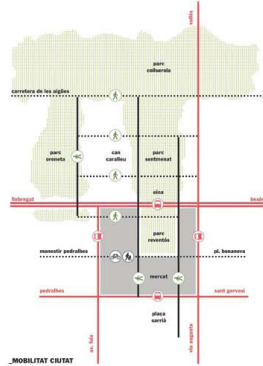 vallès
parc
collserola
carretera de les aigües
parc
oreneta
can
caralleu
parc
sentmenat
eina
llobregat
besòs
parc
reventós
monestir pedralbes
pl. bonanova
mercat
pedralbes
sant gervasi
plaça
sarrià
av. foix
via augusta
_MOBILITAT CIUTAT